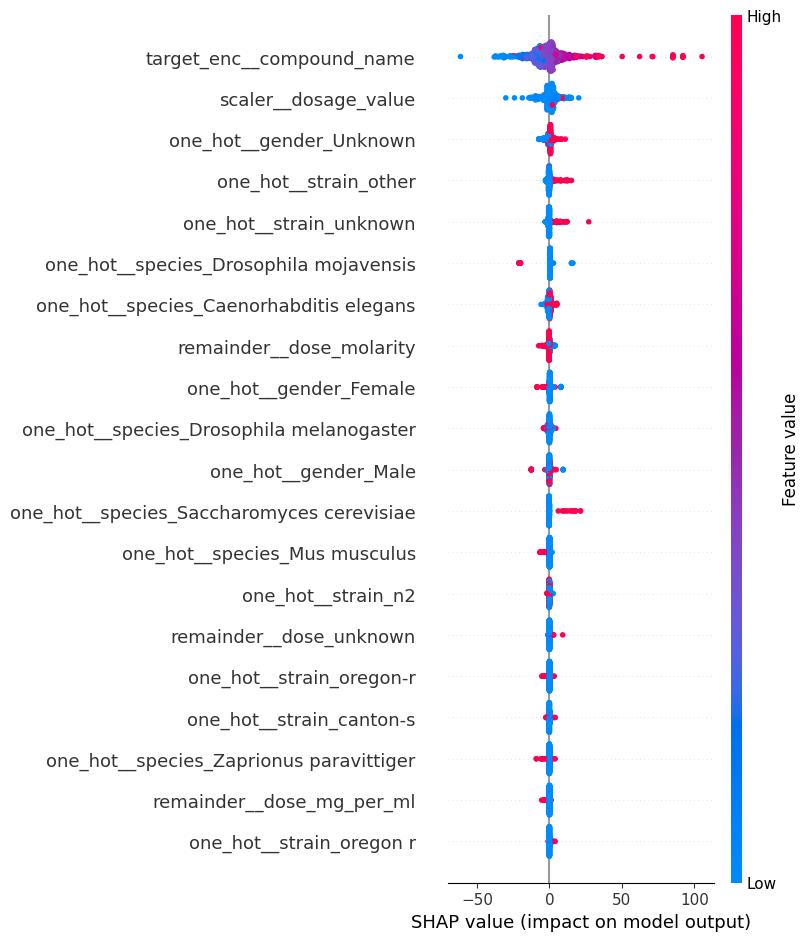 High
target_enc__compound_name
scaler__dosage_value
one_hot__gender_Unknown
one_hot__strain_other
one_hot__strain_unknown
one_hot__species_Drosophila mojavensis
one_hot__species_Caenorhabditis elegans
remainder__dose_molarity
one_hot__gender_Female
one_hot__species_Drosophila melanogaster
one_hot__gender_Male
one_hot__species_Saccharomyces cerevisiae
one_hot__species_Mus musculus
one_hot__strain_n2
remainder__dose_unknown
one_hot__strain_oregon-r
one_hot__strain_canton-s
one_hot__species_Zaprionus paravittiger
remainder__dose_mg_per_ml
one_hot__strain_oregon r
Feature value
Low
−50 0 50 100
SHAP value (impact on model output)